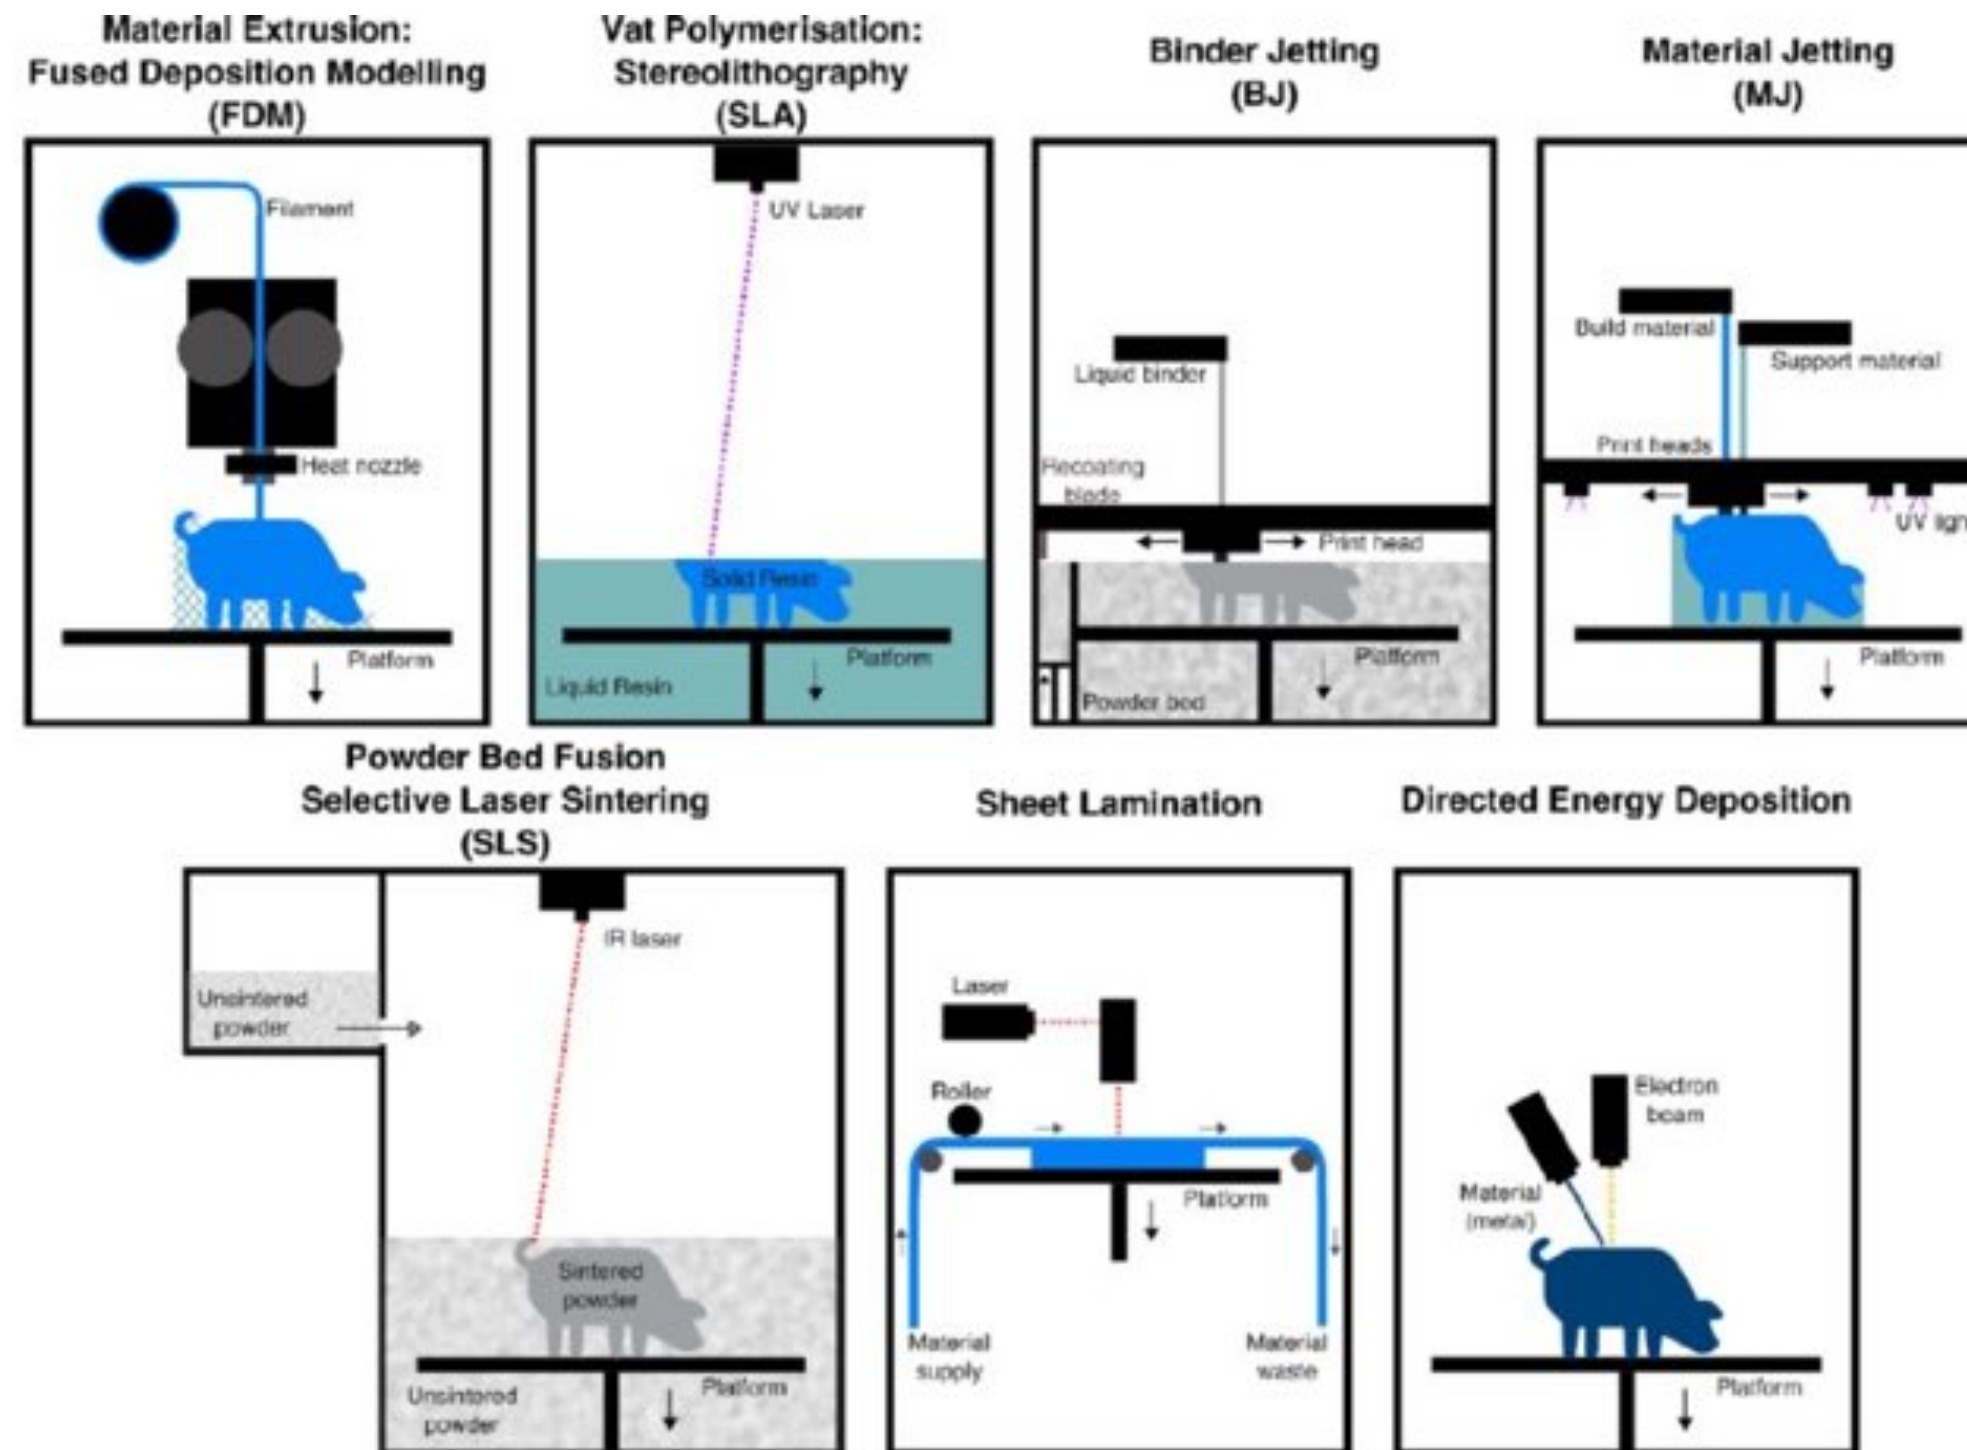 Material Extrusion:
Fused Deposition Modelling
(FDM)
Filament
Heat nozzle
Platform
Vat Polymerisation:
Stereolithography
(SLA)
UV Laser
Solid Resin
Platform
Liquid Resin
Binder Jetting
(BJ)
Liquid binder
Recoating
blade
Print head
Platform
Powder bed
Material Jetting
(MJ)
Build material
Support material
Print heads
UV ligh
Platform
Powder Bed Fusion
Selective Laser Sintering
(SLS)
IR laser
Unsintered
powder
Sintered
powder
Platform
Unsintered
powder
Sheet Lamination
Laser
Roller
Platform
Material
supply
Material
waste
Directed Energy Deposition
Electron
beam
Material
(metal)
Platform